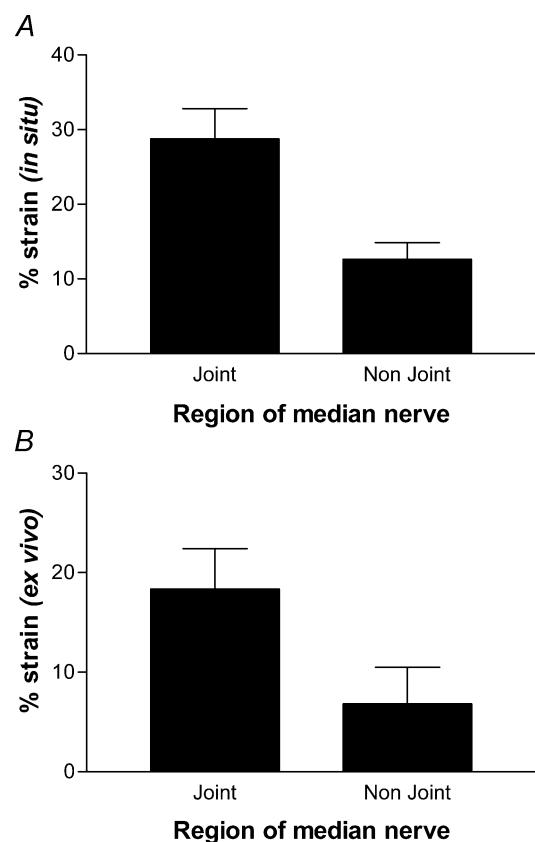 A
40
30
20
10
0
% strain (in situ)
Joint
Non Joint
Region of median nerve
B
30
20
10
0
% strain (ex vivo)
Joint
Non Joint
Region of median nerve